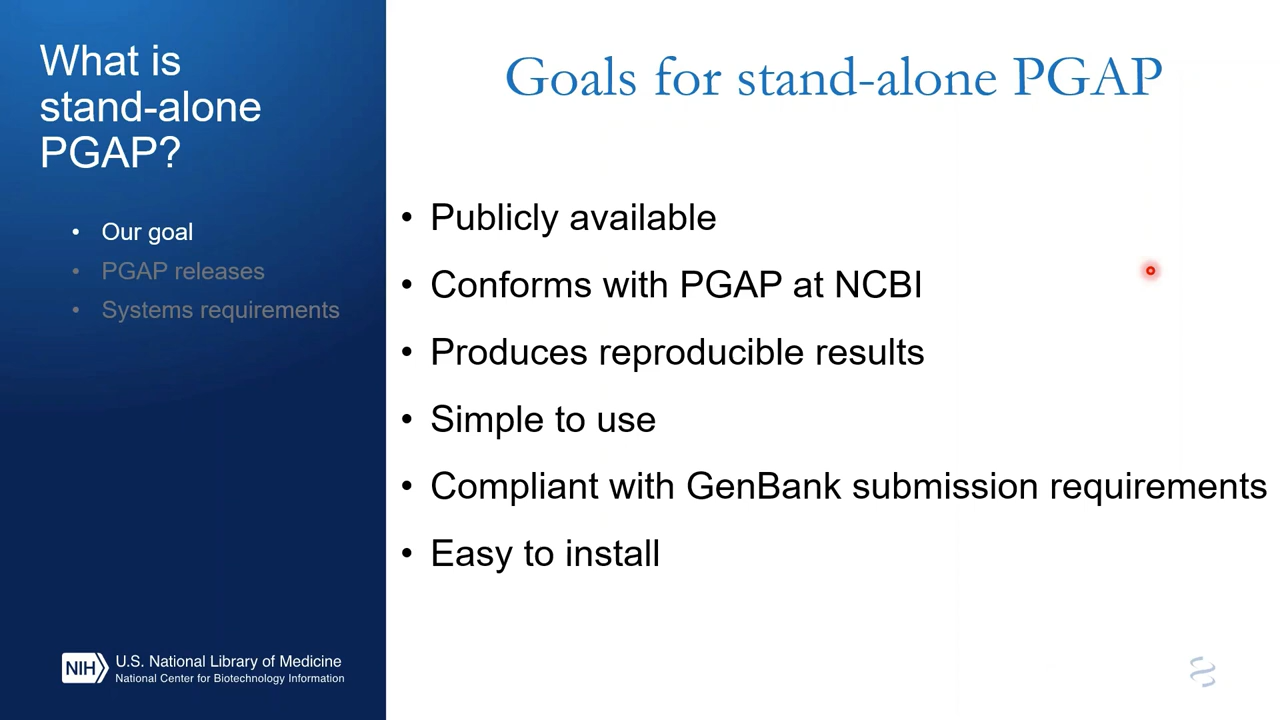 What is
stand-alone
PGAP?
• Our goal
• PGAP releases
• Systems requirements
NIH U.S. National Library of Medicine
National Center for Biotechnology Information
Goals for stand-alone PGAP
• Publicly available
• Conforms with PGAP at NCBI
• Produces reproducible results
• Simple to use
• Compliant with GenBank submission requirements
• Easy to install